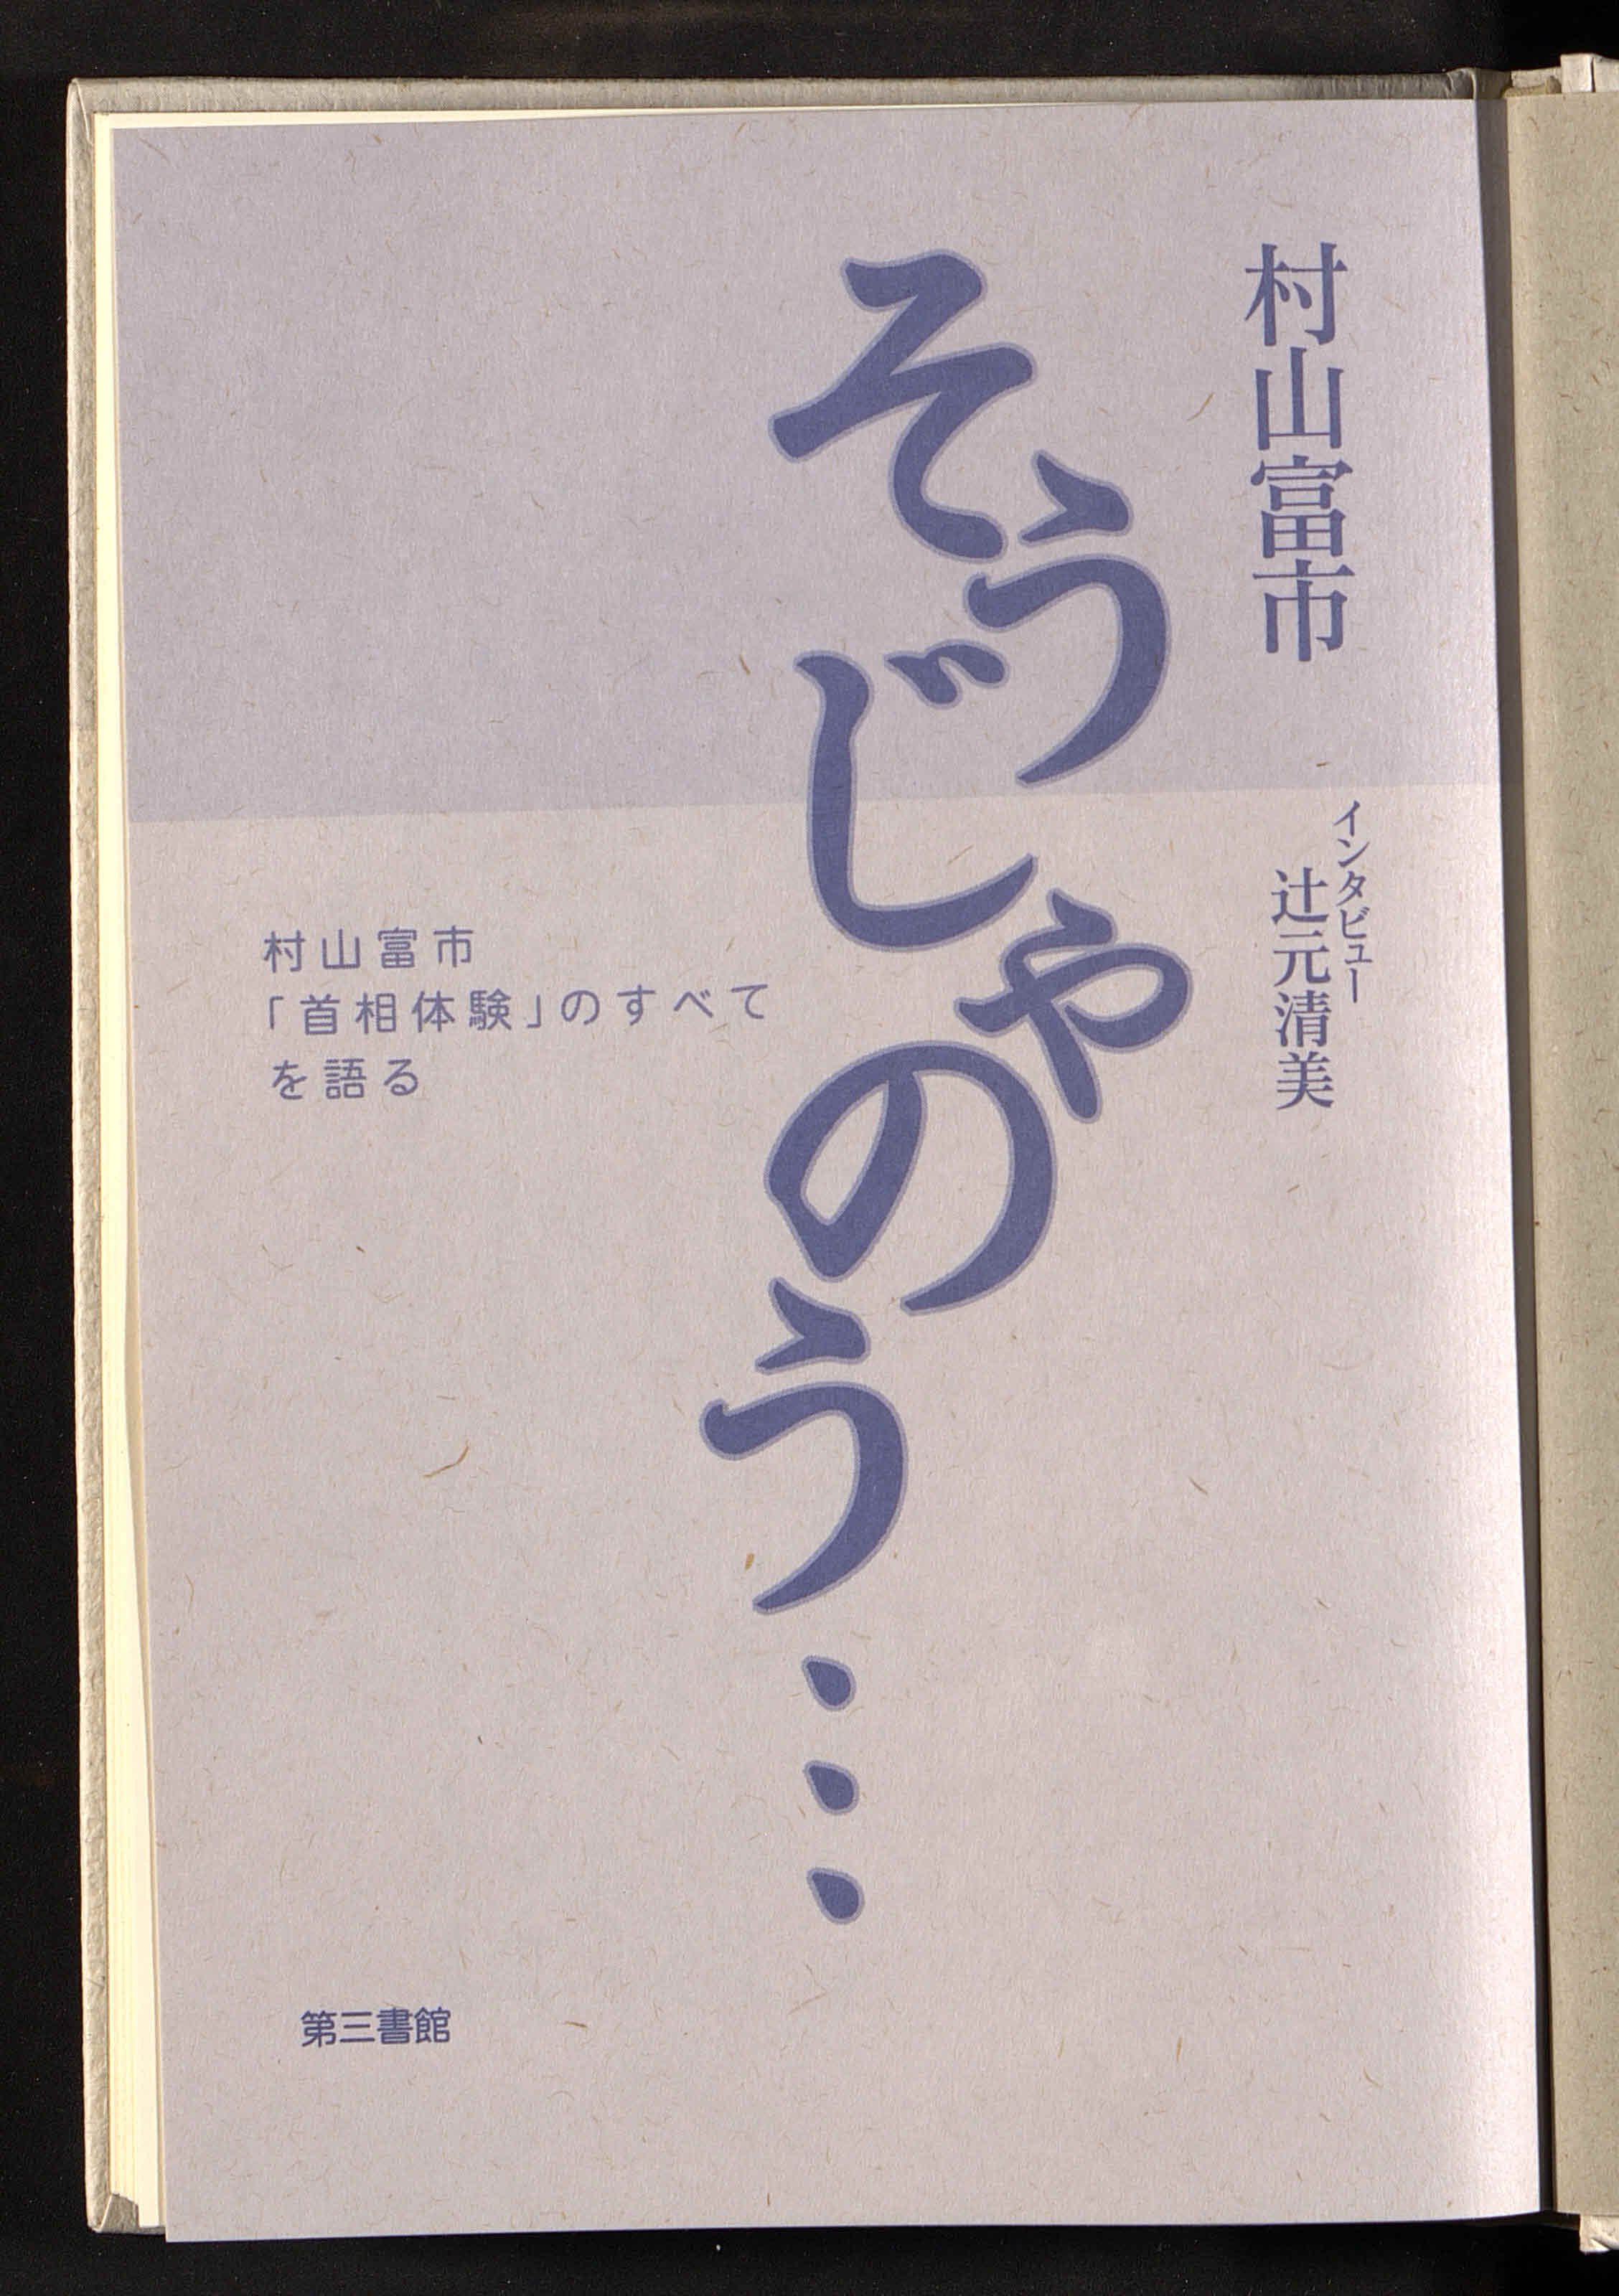 村山富市
インタビュー
辻元清美
そうじゃのう…
村山富市
「首相体験」のすべて
を語る
第三書館